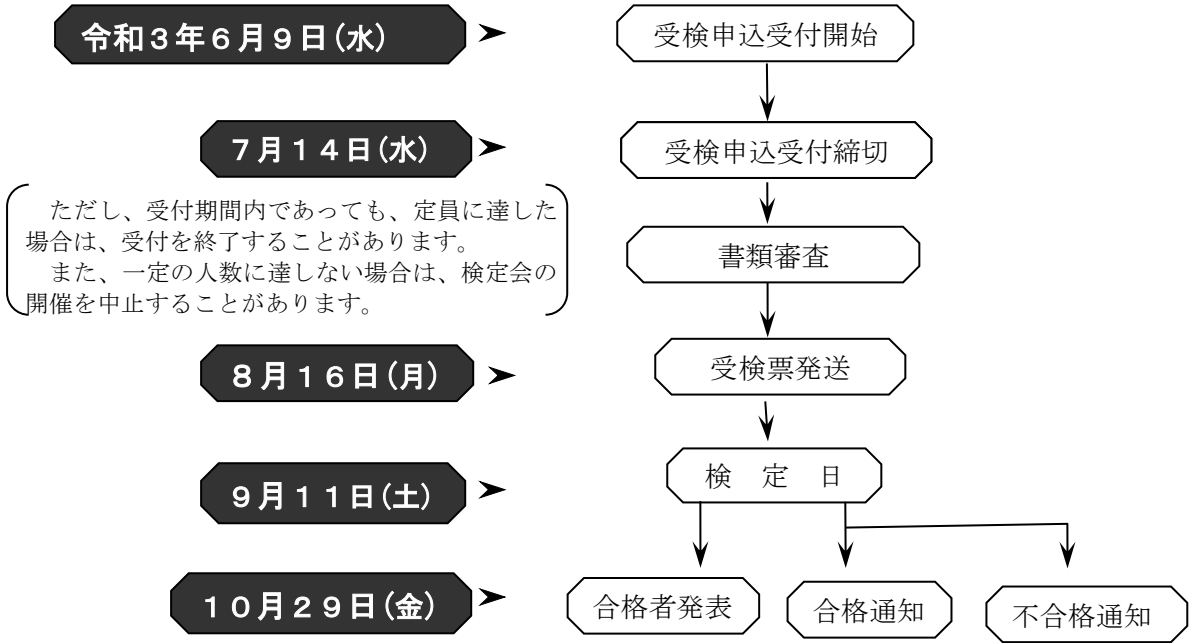 令和３年６月９日（水）
受検申込受付開始
７月１４日（水）
受検申込受付締切
ただし、受付期間内であっても、定員に達した
場合は、受付を終了することがあります。
また、一定の人数に達しない場合は、検定会の
開催を中止することがあります。
書類審査
８月１６日（月）
受検票発送
９月１１日（土）
検　定　日
１０月２９日（金）
合格者発表
合格通知
不合格通知